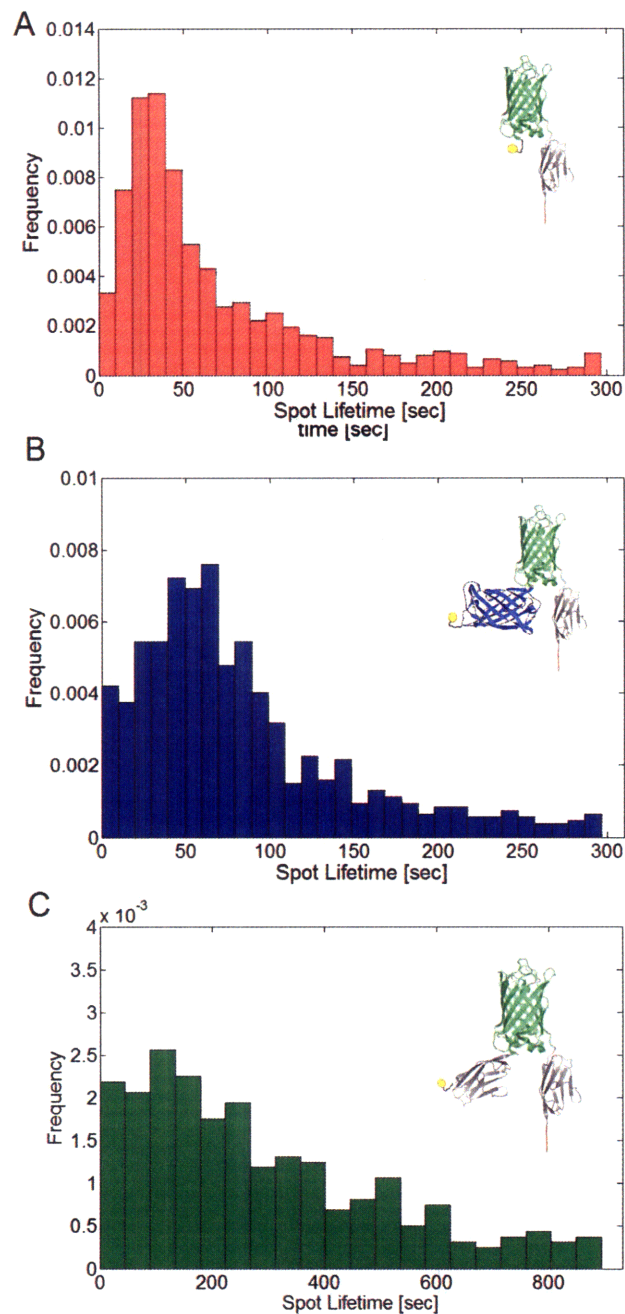 A
0.014
0.012
0.01
0.008
0.006
0.004
0.002
0
Frequency
0 50 100 150 200 250 300
Spot Lifetime [sec]
time [sec]
B
0.01
0.008
0.006
0.004
0.002
0
Frequency
0 50 100 150 200 250 300
Spot Lifetime [sec]
C
x 10⁻³
4
3.5
3
2.5
2
1.5
1
0.5
0
Frequency
0 200 400 600 800
Spot Lifetime [sec]